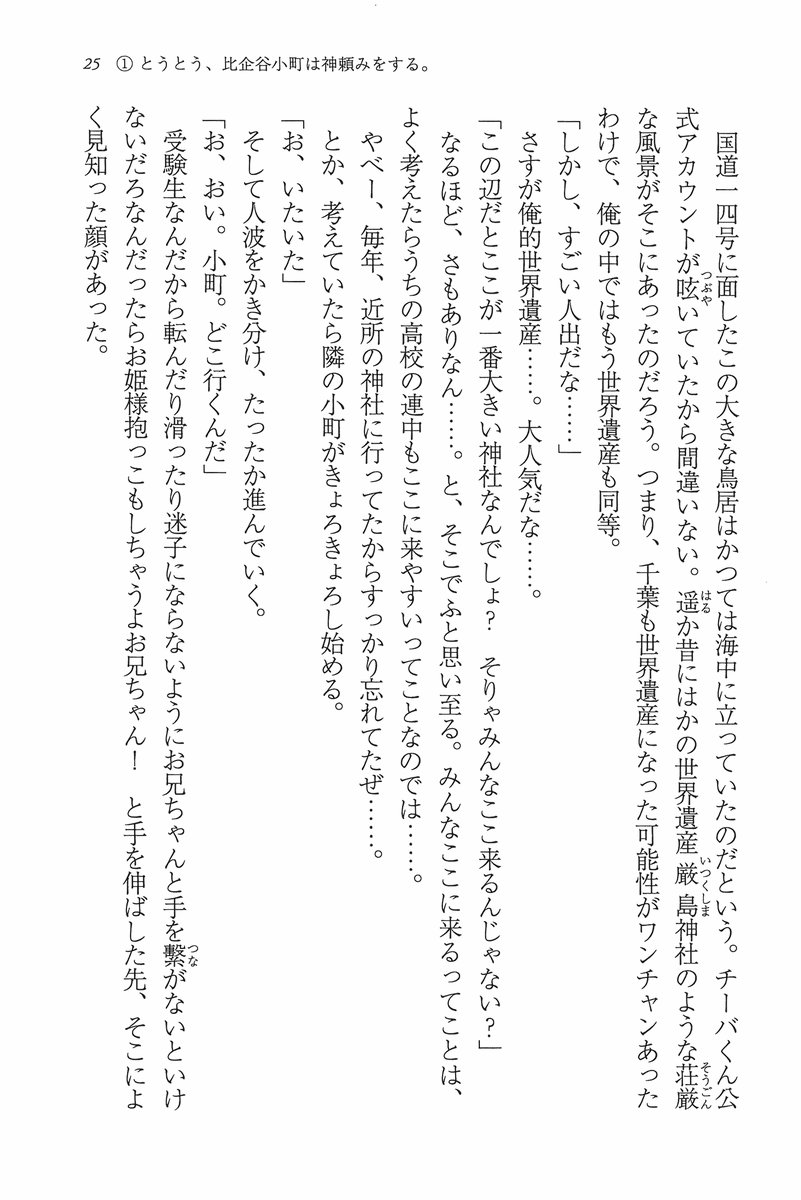 25 ①とうとう、比企谷小町は神頼みをする。
国道一四号に面したこの大きな鳥居はかつては海中に立っていたのだという。チーバくん公
式アカウントが呟いていたから間違いない。遥か昔にはかの世界遺産厳島神社のような荘厳
な風景がそこにあったのだろう。つまり、千葉も世界遺産になった可能性がワンチャンあった
わけで、俺の中ではもう世界遺産も同等。
「しかし、すごい人出だな……」
さすが俺的世界遺産……。大人気だな……。
「この辺だとここが一番大きい神社なんでしょ？　そりゃみんなここ来るんじゃない？」
なるほど、さもありなん……。と、そこでふと思い至る。みんなここに来るってことは、
よく考えたらうちの高校の連中もここに来やすいってことなのでは……。
やべー、毎年、近所の神社に行ってたからすっかり忘れてたぜ……。
とか、考えていたら隣の小町がきょろきょろし始める。
「お、いたいた」
そして人波をかき分け、たったか進んでいく。
「お、おい。小町。どこ行くんだ」
受験生なんだから転んだり滑ったり迷子にならないようにお兄ちゃんと手を繫がないといけ
ないだろなんだったらお姫様抱っこもしちゃうよお兄ちゃん！　と手を伸ばした先、そこによ
く見知った顔があった。